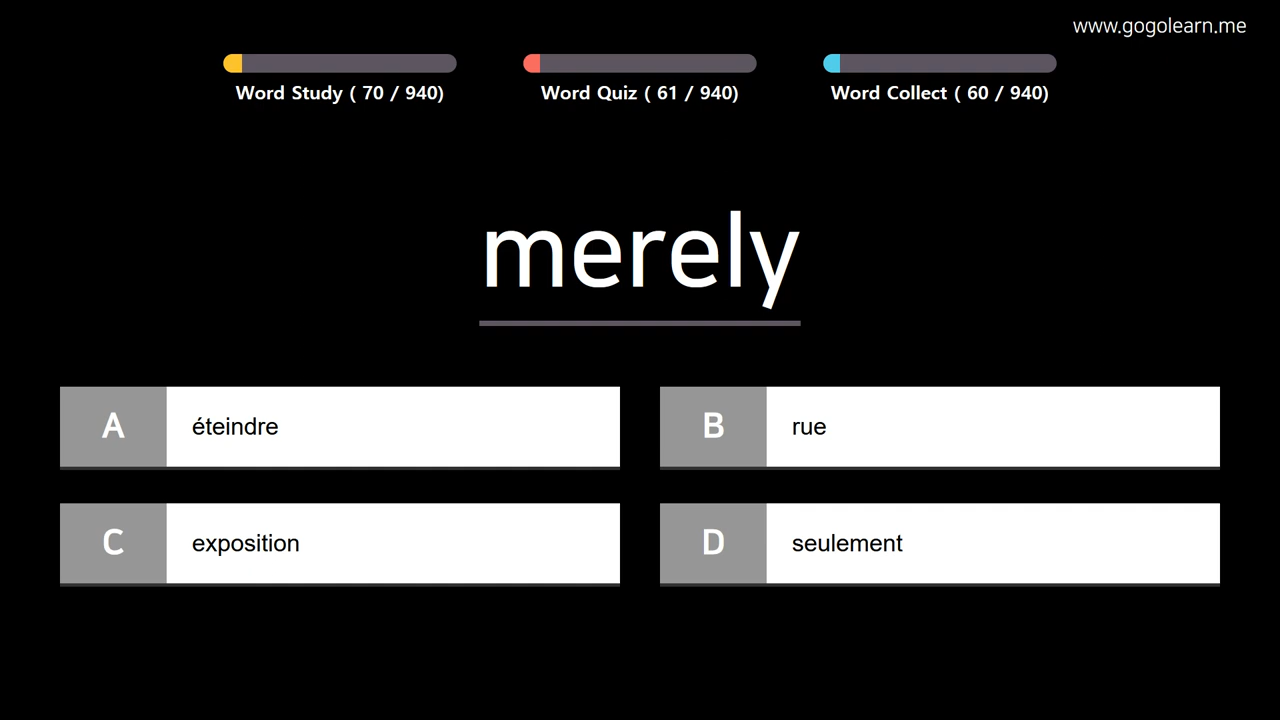 www.gogolearn.me
Word Study ( 70 / 940)
Word Quiz ( 61 / 940)
Word Collect ( 60 / 940)
merely
A éteindre
B rue
C exposition
D seulement